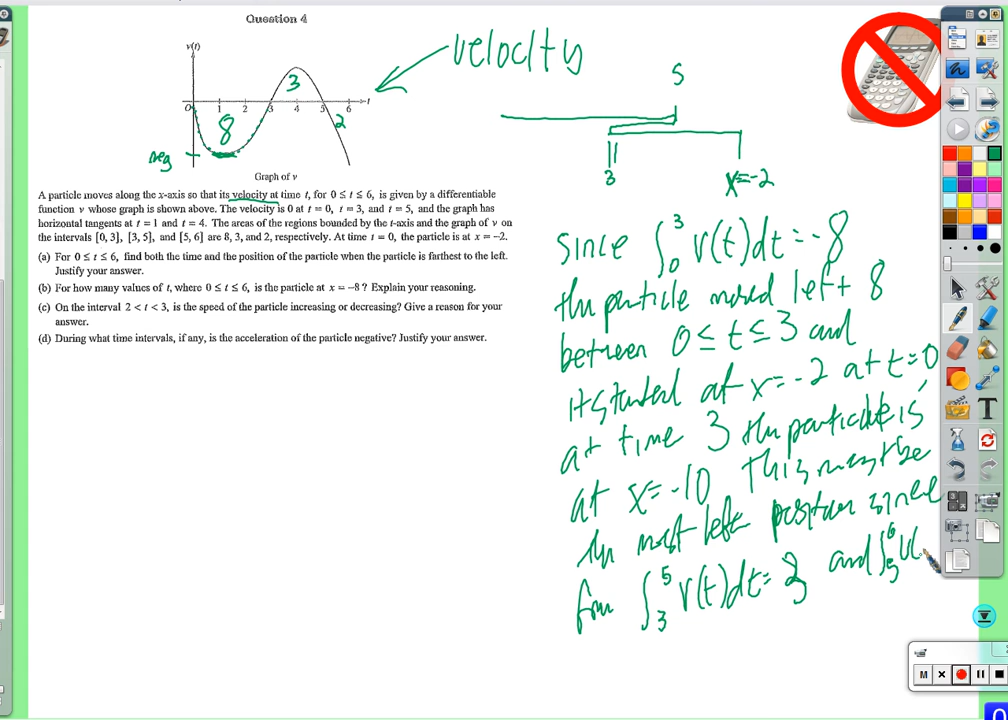 Question 4
v(t)
velocity
S
3
O
1
2
3
4
5
6
t
8
2
neg
Graph of v
3
x=-2
A particle moves along the x-axis so that its velocity at time t, for 0 ≤ t ≤ 6, is given by a differentiable
function v whose graph is shown above. The velocity is 0 at t = 0, t = 3, and t = 5, and the graph has
horizontal tangents at t = 1 and t = 4. The areas of the regions bounded by the t-axis and the graph of v on
the intervals [0, 3], [3, 5], and [5, 6] are 8, 3, and 2, respectively. At time t = 0, the particle is at x = −2.
(a) For 0 ≤ t ≤ 6, find both the time and the position of the particle when the particle is farthest to the left.
Justify your answer.
(b) For how many values of t, where 0 ≤ t ≤ 6, is the particle at x = −8 ? Explain your reasoning.
(c) On the interval 2 < t < 3, is the speed of the particle increasing or decreasing? Give a reason for your
answer.
(d) During what time intervals, if any, is the acceleration of the particle negative? Justify your answer.
Since ∫₀³ v(t)dt=-8
the particle moved left 8
between 0 ≤ t ≤ 3 and
it started at x=-2 at t=0
at time 3 the particle is
at x=-10 This must be
the most left position since
from ∫₃⁵ v(t)dt=3 and ∫₅⁶ v(
M
T